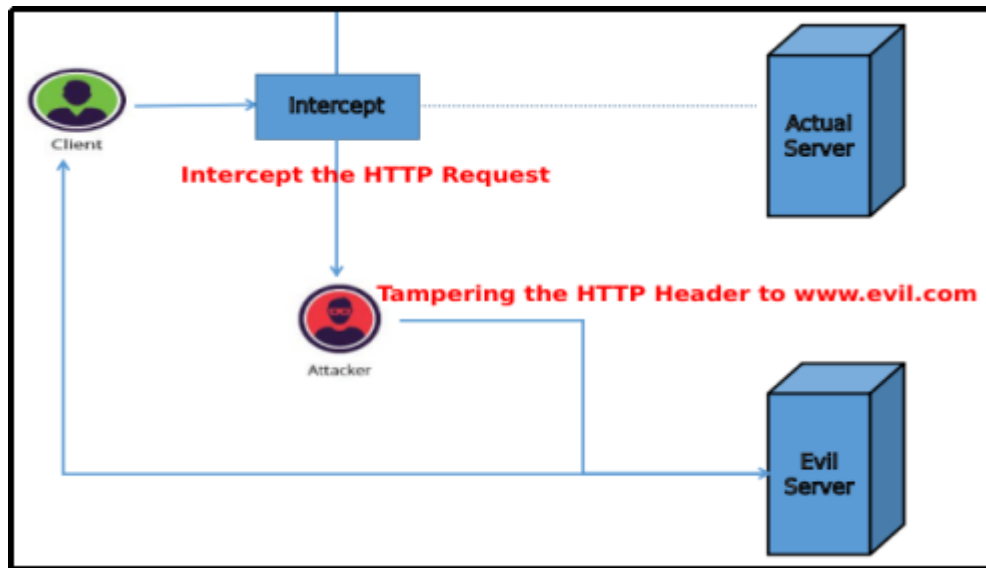 Client
Intercept
Actual
Server
Intercept the HTTP Request
Tampering the HTTP Header to www.evil.com
Attacker
Evil
Server